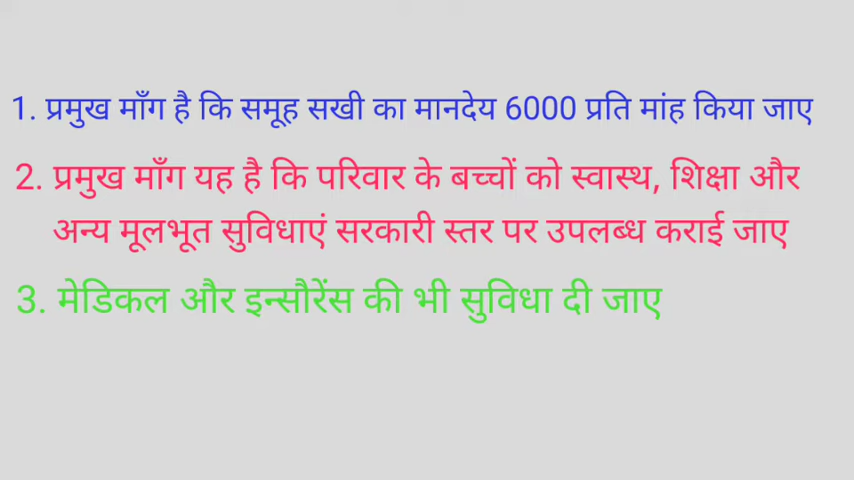 1. प्रमुख माँग है कि समूह सखी का मानदेय 6000 प्रति मांह किया जाए
2. प्रमुख माँग यह है कि परिवार के बच्चों को स्वास्थ, शिक्षा और
अन्य मूलभूत सुविधाएं सरकारी स्तर पर उपलब्ध कराई जाए
3. मेडिकल और इन्सौरेंस की भी सुविधा दी जाए